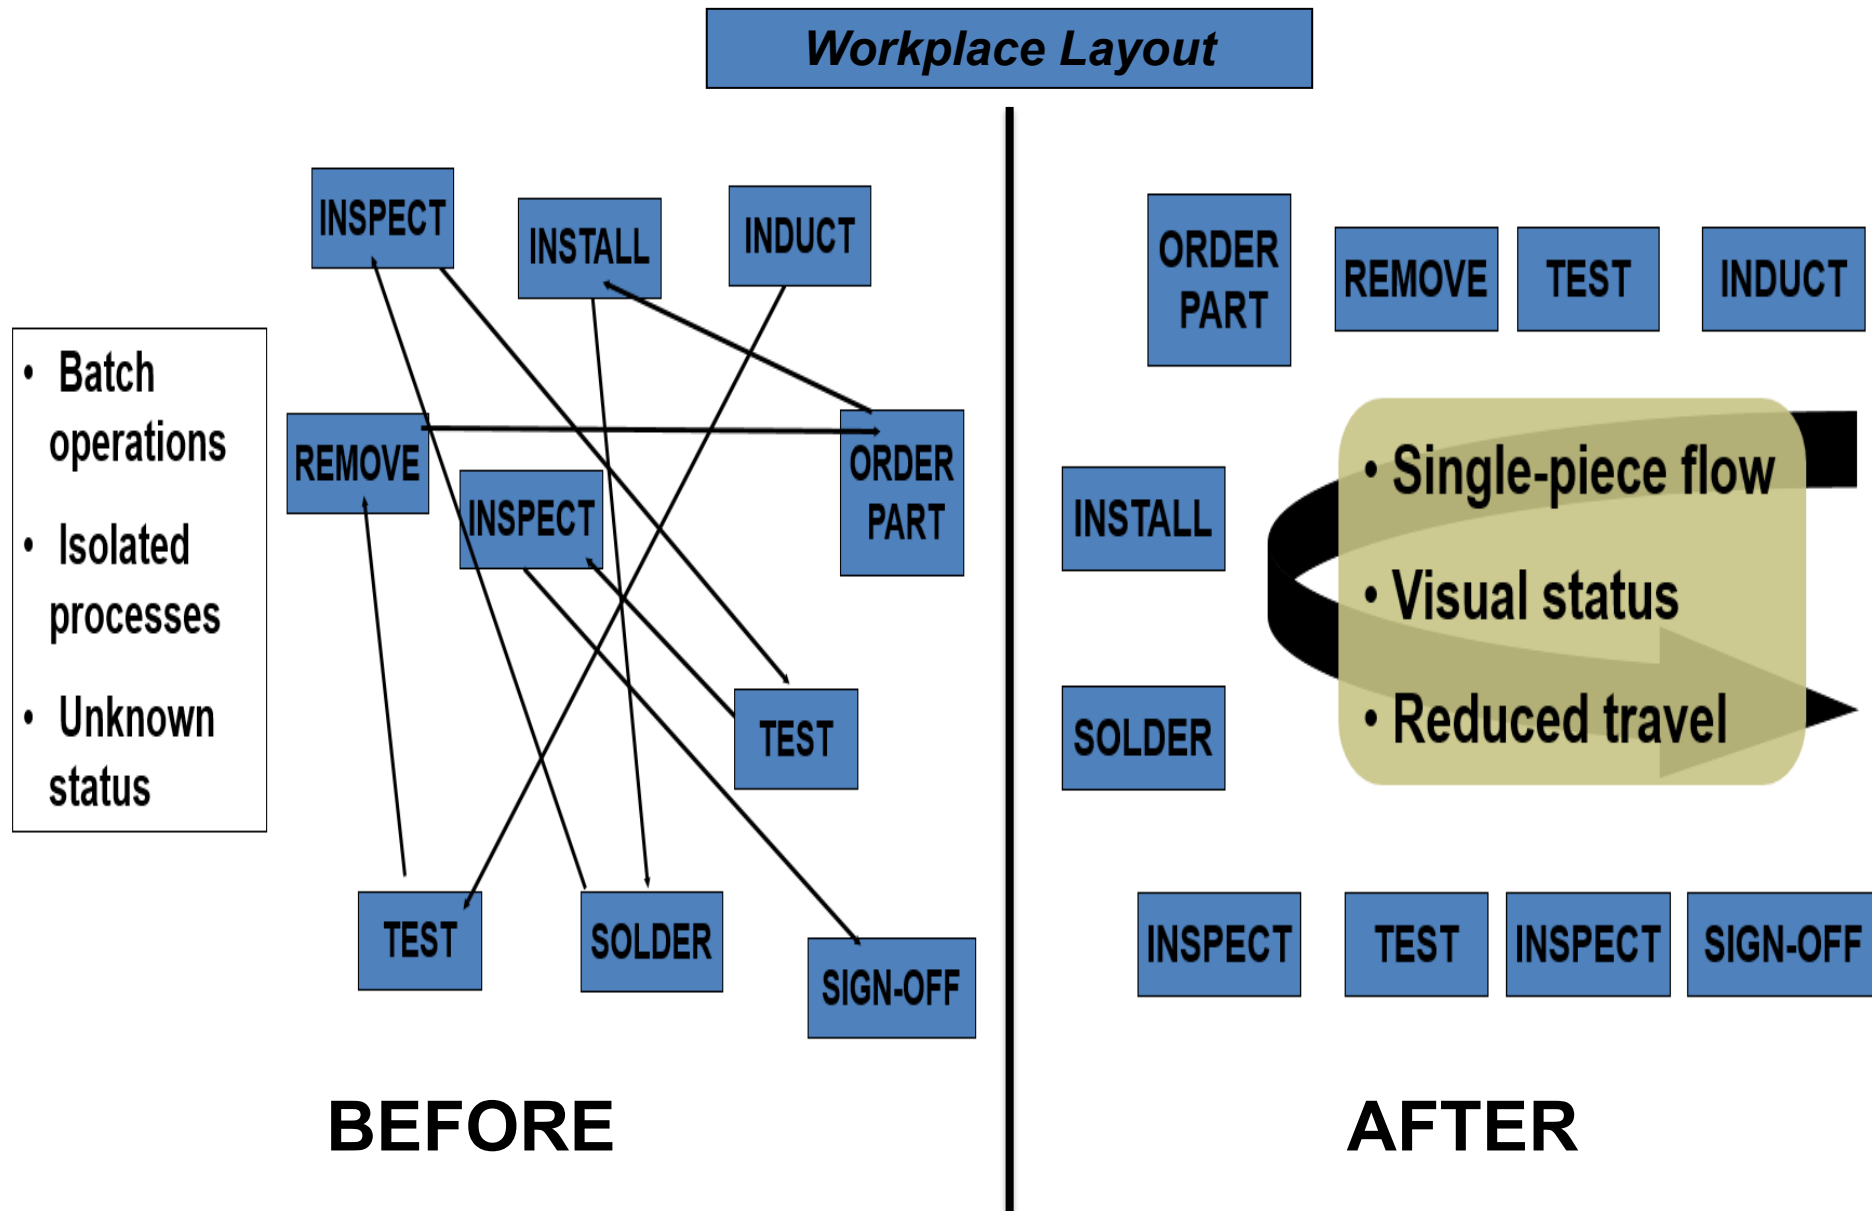 Workplace Layout
INSPECT
INSTALL
INDUCT
• Batch
operations
• Isolated
processes
• Unknown
status
REMOVE
INSPECT
ORDER
PART
TEST
TEST
SOLDER
SIGN-OFF
BEFORE
ORDER
PART
REMOVE
TEST
INDUCT
INSTALL
• Single-piece flow
• Visual status
• Reduced travel
SOLDER
INSPECT
TEST
INSPECT
SIGN-OFF
AFTER